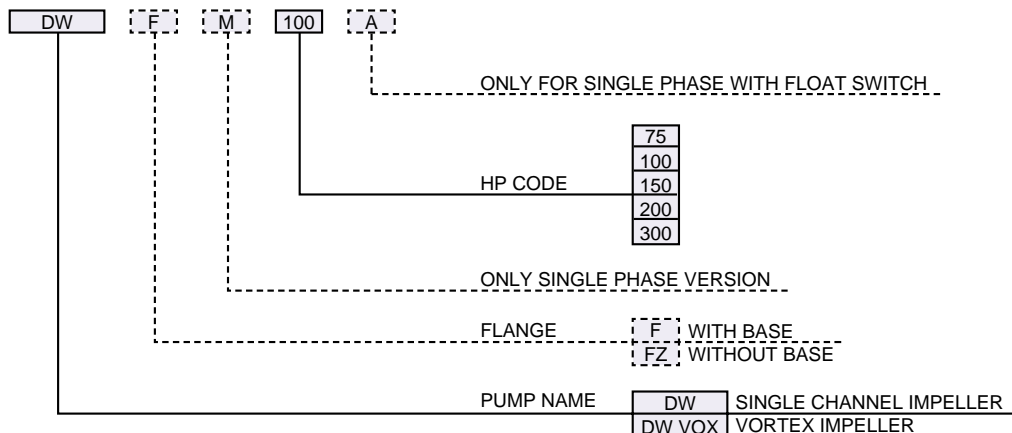 DW F M 100 A
ONLY FOR SINGLE PHASE WITH FLOAT SWITCH
75
100
HP CODE 150
200
300
ONLY SINGLE PHASE VERSION
FLANGE F WITH BASE
FZ WITHOUT BASE
PUMP NAME DW SINGLE CHANNEL IMPELLER
DW VOX VORTEX IMPELLER